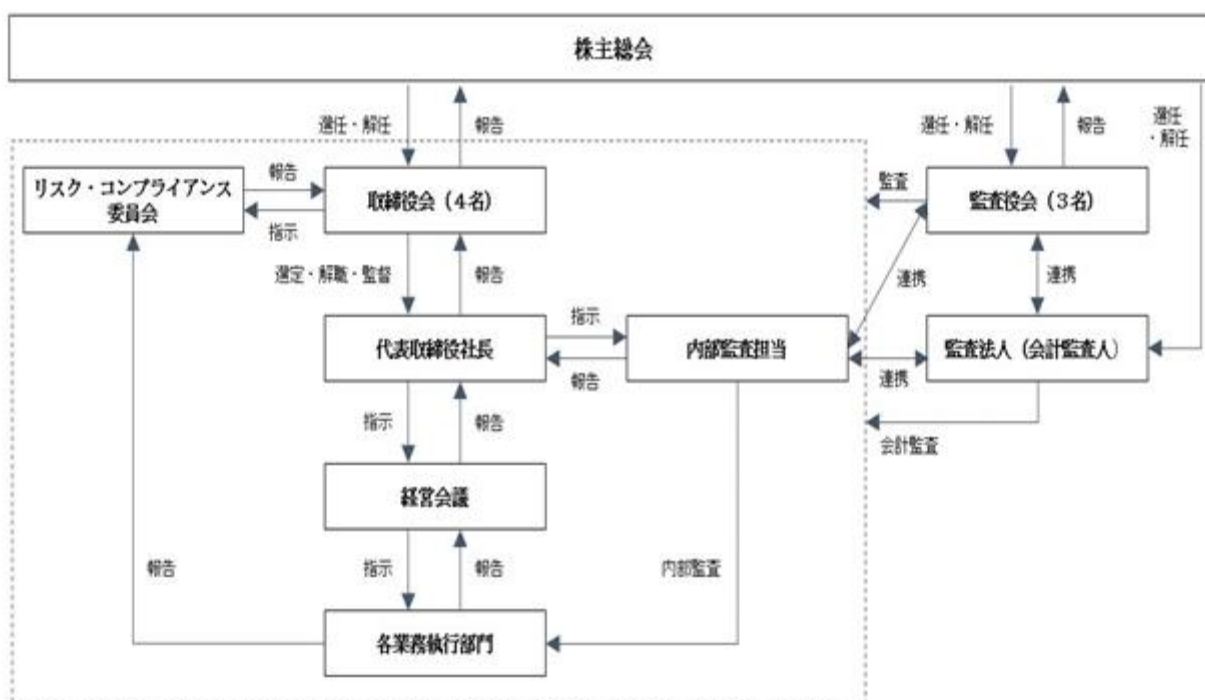 株主総会
選任・解任
報告
選任・解任
報告
選任
・解任
リスク・コンプライアンス
委員会
報告
指示
取締役会（4名）
監査
監査役会（3名）
選定・解職・監督
報告
連携
連携
代表取締役社長
指示
報告
内部監査担当
連携
監査法人（会計監査人）
指示
報告
会計監査
経営会議
報告
指示
報告
内部監査
各業務執行部門